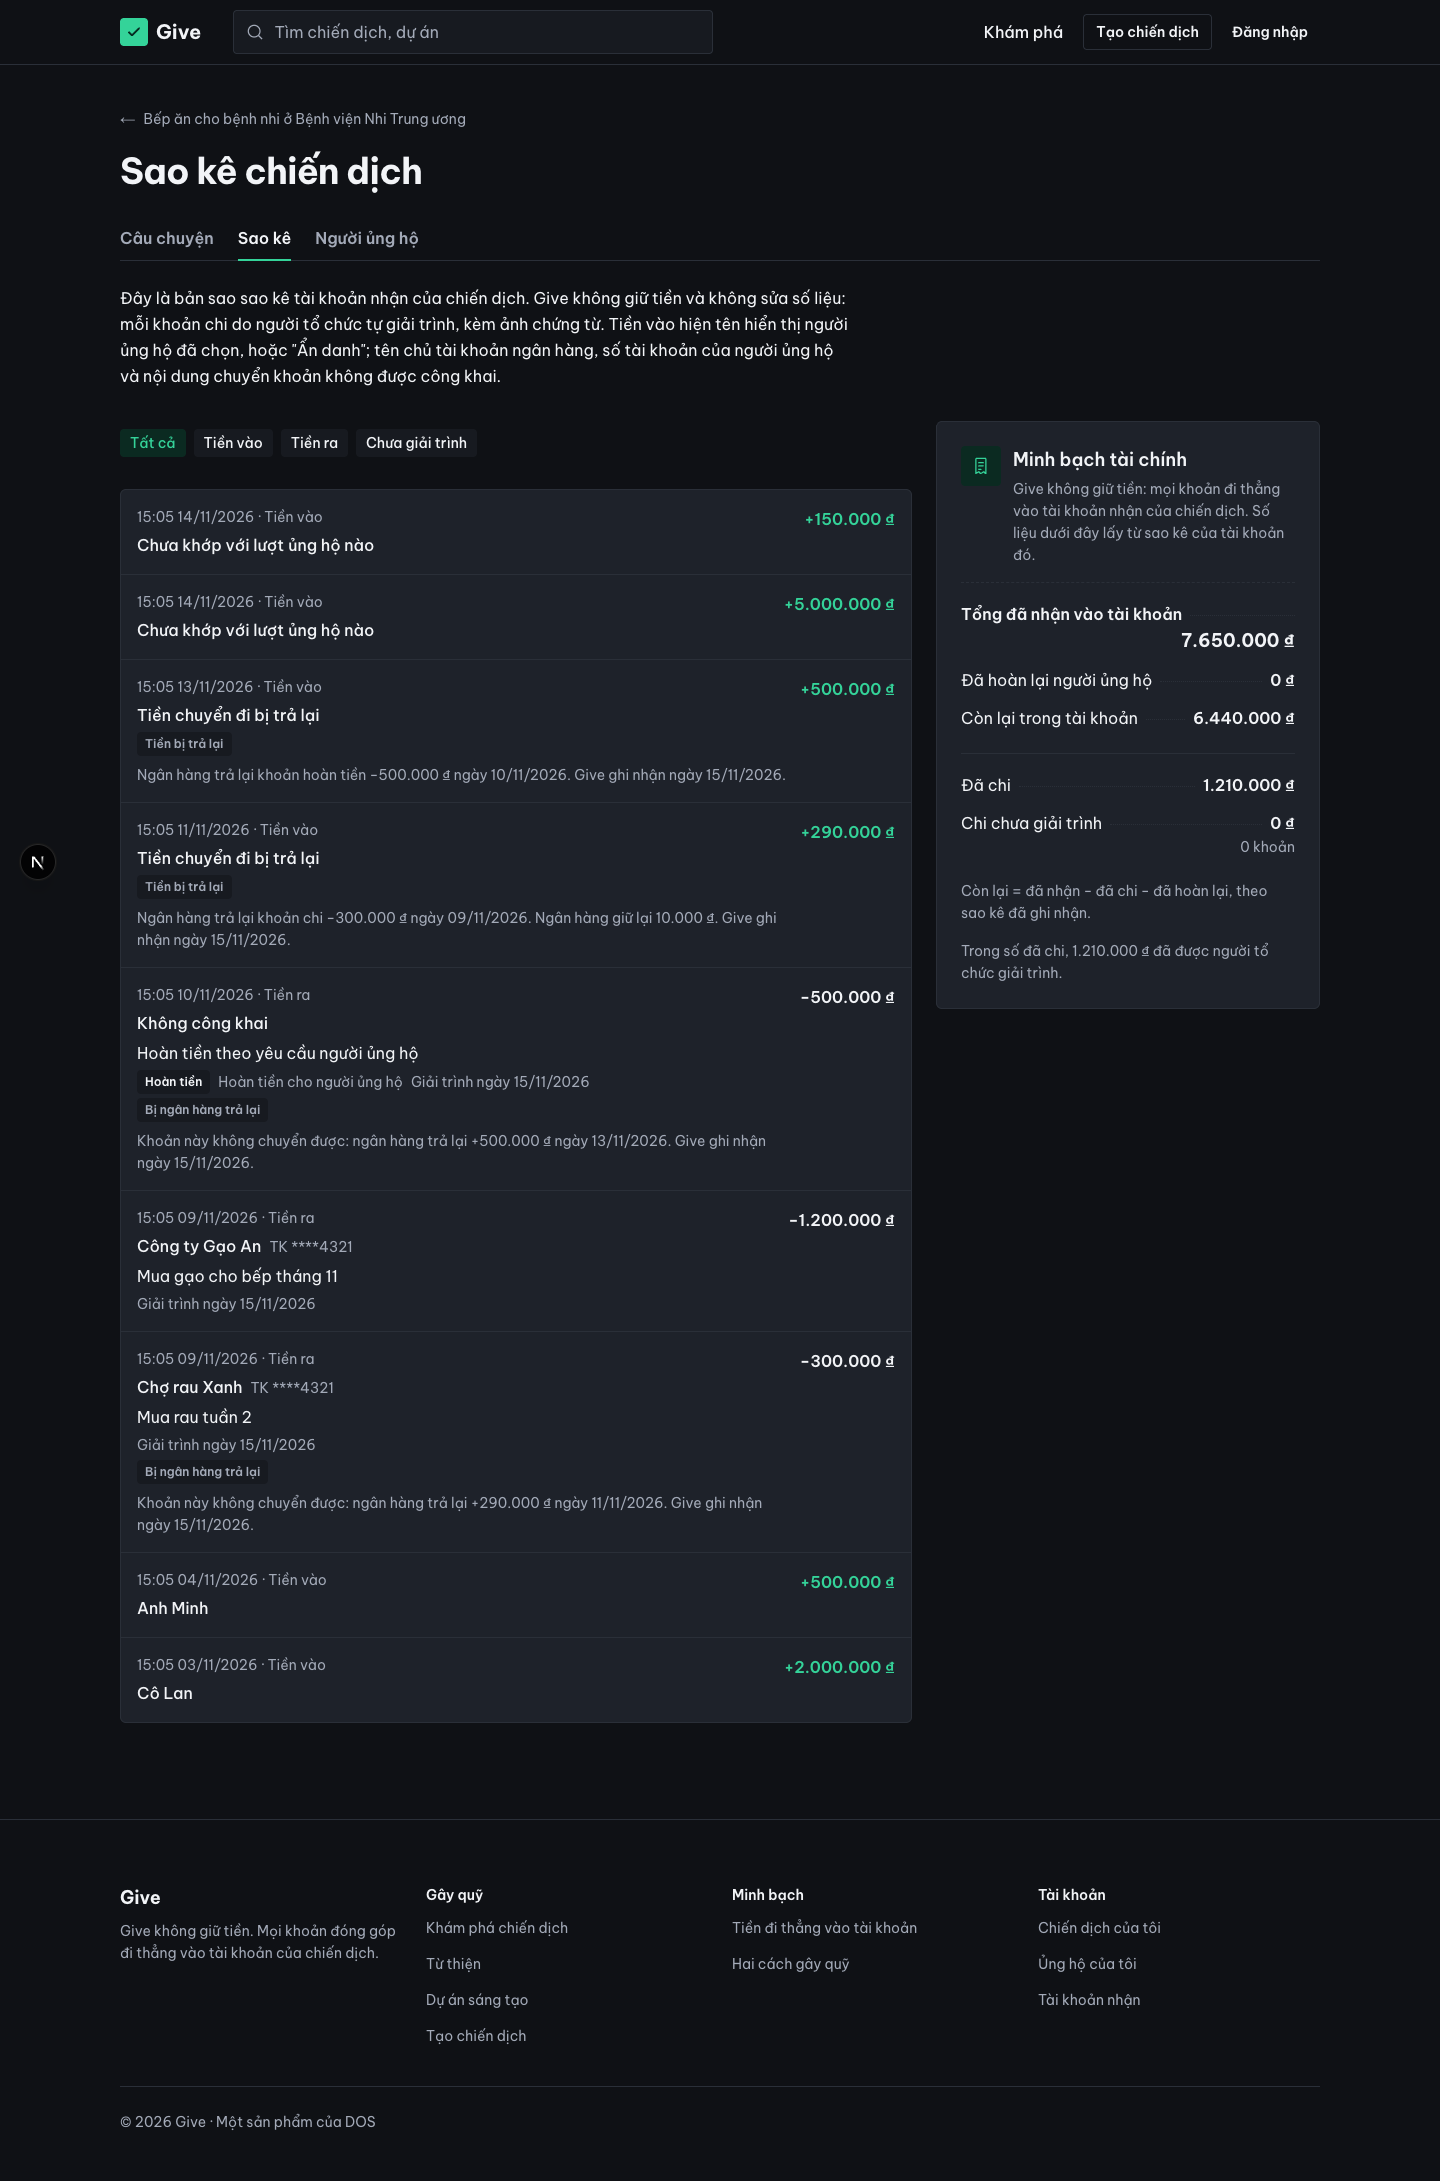 Give
Tìm chiến dịch, dự án
Khám phá
Tạo chiến dịch
Đăng nhập
← Bếp ăn cho bệnh nhi ở Bệnh viện Nhi Trung ương
Sao kê chiến dịch
Câu chuyện
Sao kê
Người ủng hộ
Đây là bản sao sao kê tài khoản nhận của chiến dịch. Give không giữ tiền và không sửa số liệu:
mỗi khoản chi do người tổ chức tự giải trình, kèm ảnh chứng từ. Tiền vào hiện tên hiển thị người
ủng hộ đã chọn, hoặc "Ẩn danh"; tên chủ tài khoản ngân hàng, số tài khoản của người ủng hộ
và nội dung chuyển khoản không được công khai.
Tất cả
Tiền vào
Tiền ra
Chưa giải trình
15:05 14/11/2026 · Tiền vào
+150.000 ₫
Chưa khớp với lượt ủng hộ nào
15:05 14/11/2026 · Tiền vào
+5.000.000 ₫
Chưa khớp với lượt ủng hộ nào
15:05 13/11/2026 · Tiền vào
+500.000 ₫
Tiền chuyển đi bị trả lại
Tiền bị trả lại
Ngân hàng trả lại khoản hoàn tiền -500.000 ₫ ngày 10/11/2026. Give ghi nhận ngày 15/11/2026.
15:05 11/11/2026 · Tiền vào
+290.000 ₫
Tiền chuyển đi bị trả lại
Tiền bị trả lại
Ngân hàng trả lại khoản chi -300.000 ₫ ngày 09/11/2026. Ngân hàng giữ lại 10.000 ₫. Give ghi
nhận ngày 15/11/2026.
15:05 10/11/2026 · Tiền ra
-500.000 ₫
Không công khai
Hoàn tiền theo yêu cầu người ủng hộ
Hoàn tiền Hoàn tiền cho người ủng hộ Giải trình ngày 15/11/2026
Bị ngân hàng trả lại
Khoản này không chuyển được: ngân hàng trả lại +500.000 ₫ ngày 13/11/2026. Give ghi nhận
ngày 15/11/2026.
15:05 09/11/2026 · Tiền ra
-1.200.000 ₫
Công ty Gạo An TK ****4321
Mua gạo cho bếp tháng 11
Giải trình ngày 15/11/2026
15:05 09/11/2026 · Tiền ra
-300.000 ₫
Chợ rau Xanh TK ****4321
Mua rau tuần 2
Giải trình ngày 15/11/2026
Bị ngân hàng trả lại
Khoản này không chuyển được: ngân hàng trả lại +290.000 ₫ ngày 11/11/2026. Give ghi nhận
ngày 15/11/2026.
15:05 04/11/2026 · Tiền vào
+500.000 ₫
Anh Minh
15:05 03/11/2026 · Tiền vào
+2.000.000 ₫
Cô Lan
Minh bạch tài chính
Give không giữ tiền: mọi khoản đi thẳng
vào tài khoản nhận của chiến dịch. Số
liệu dưới đây lấy từ sao kê của tài khoản
đó.
Tổng đã nhận vào tài khoản
7.650.000 ₫
Đã hoàn lại người ủng hộ 0 ₫
Còn lại trong tài khoản 6.440.000 ₫
Đã chi 1.210.000 ₫
Chi chưa giải trình 0 ₫
0 khoản
Còn lại = đã nhận - đã chi - đã hoàn lại, theo
sao kê đã ghi nhận.
Trong số đã chi, 1.210.000 ₫ đã được người tổ
chức giải trình.
N
Give
Give không giữ tiền. Mọi khoản đóng góp
đi thẳng vào tài khoản của chiến dịch.
Gây quỹ
Khám phá chiến dịch
Từ thiện
Dự án sáng tạo
Tạo chiến dịch
Minh bạch
Tiền đi thẳng vào tài khoản
Hai cách gây quỹ
Tài khoản
Chiến dịch của tôi
Ủng hộ của tôi
Tài khoản nhận
© 2026 Give · Một sản phẩm của DOS